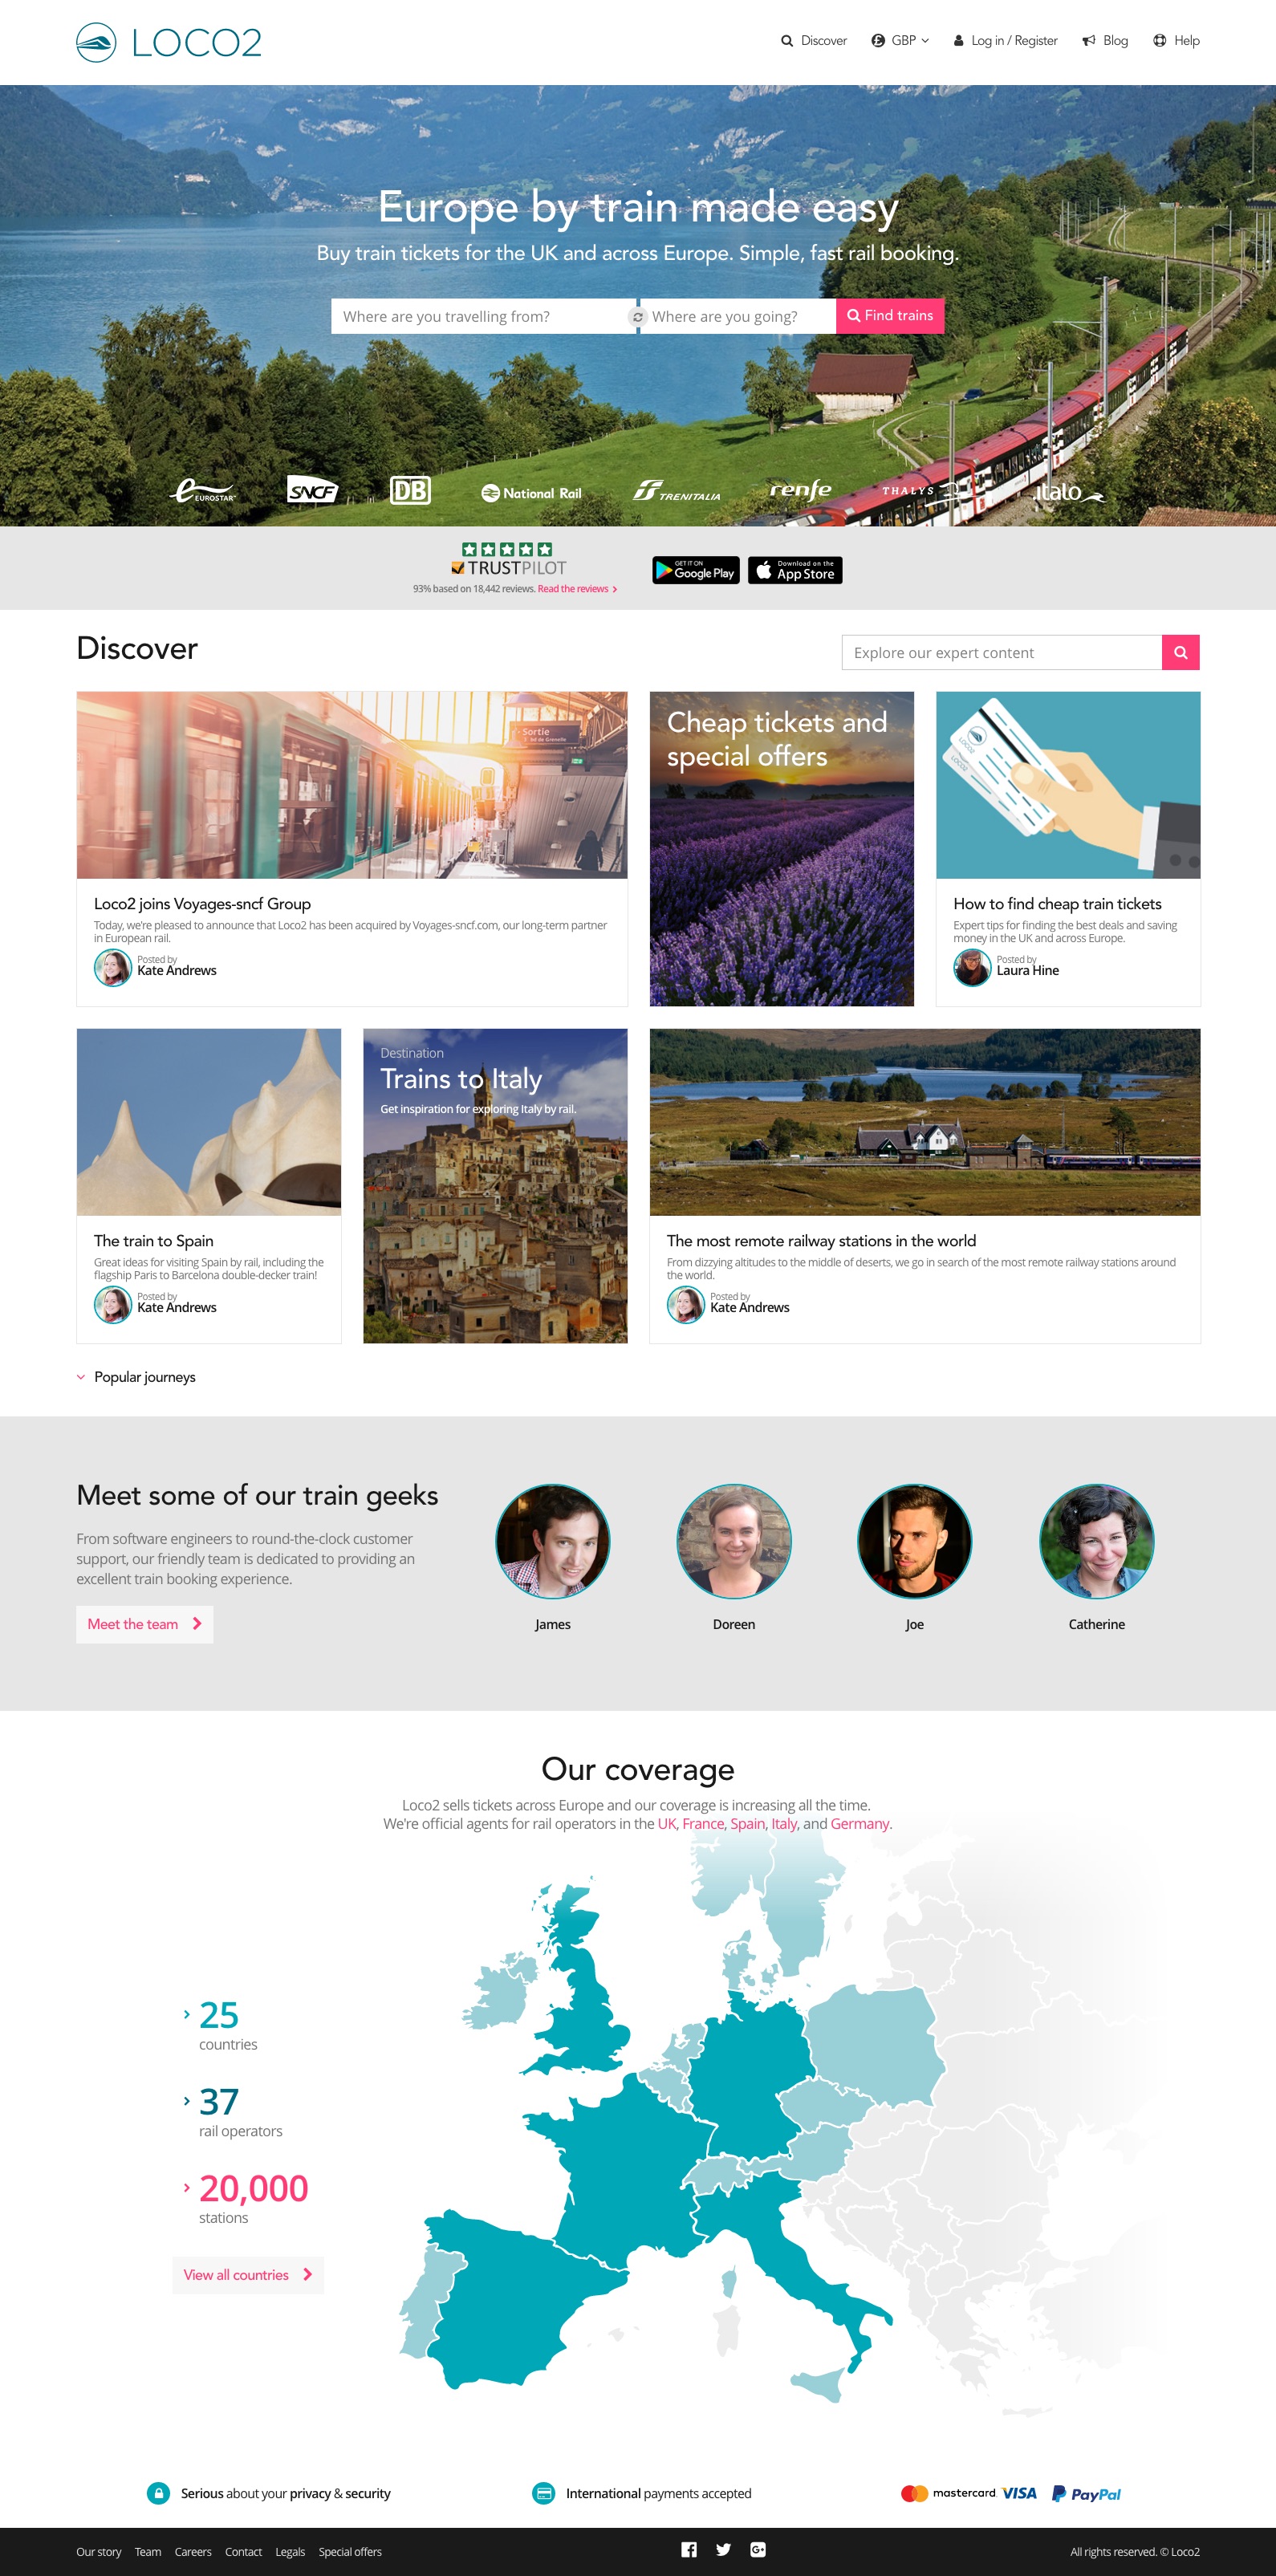 LOCO2
Discover
GBP
Log in / Register
Blog
Help
Europe by train made easy
Buy train tickets for the UK and across Europe. Simple, fast rail booking.
Where are you travelling from?
Where are you going?
Find trains
EUROSTAR
SNCF
DB
National Rail
TRENITALIA
renfe
THALYS
.italo
TRUSTPILOT
93% based on 18,442 reviews. Read the reviews
GET IT ON
Google Play
Download on the
App Store
Discover
Explore our expert content
Sortie
Bd de Grenelle
Loco2 joins Voyages-sncf Group
Today, we're pleased to announce that Loco2 has been acquired by Voyages-sncf.com, our long-term partner
in European rail.
Posted by
Kate Andrews
Cheap tickets and
special offers
LOCO2
LOCO2
How to find cheap train tickets
Expert tips for finding the best deals and saving
money in the UK and across Europe.
Posted by
Laura Hine
The train to Spain
Great ideas for visiting Spain by rail, including the
flagship Paris to Barcelona double-decker train!
Posted by
Kate Andrews
Destination
Trains to Italy
Get inspiration for exploring Italy by rail.
The most remote railway stations in the world
From dizzying altitudes to the middle of deserts, we go in search of the most remote railway stations around
the world.
Posted by
Kate Andrews
Popular journeys
Meet some of our train geeks
From software engineers to round-the-clock customer
support, our friendly team is dedicated to providing an
excellent train booking experience.
Meet the team
James
Doreen
Joe
Catherine
Our coverage
Loco2 sells tickets across Europe and our coverage is increasing all the time.
We're official agents for rail operators in the UK, France, Spain, Italy, and Germany.
25
countries
37
rail operators
20,000
stations
View all countries
Serious about your privacy & security
International payments accepted
mastercard
VISA
PayPal
Our story
Team
Careers
Contact
Legals
Special offers
G+
All rights reserved. © Loco2